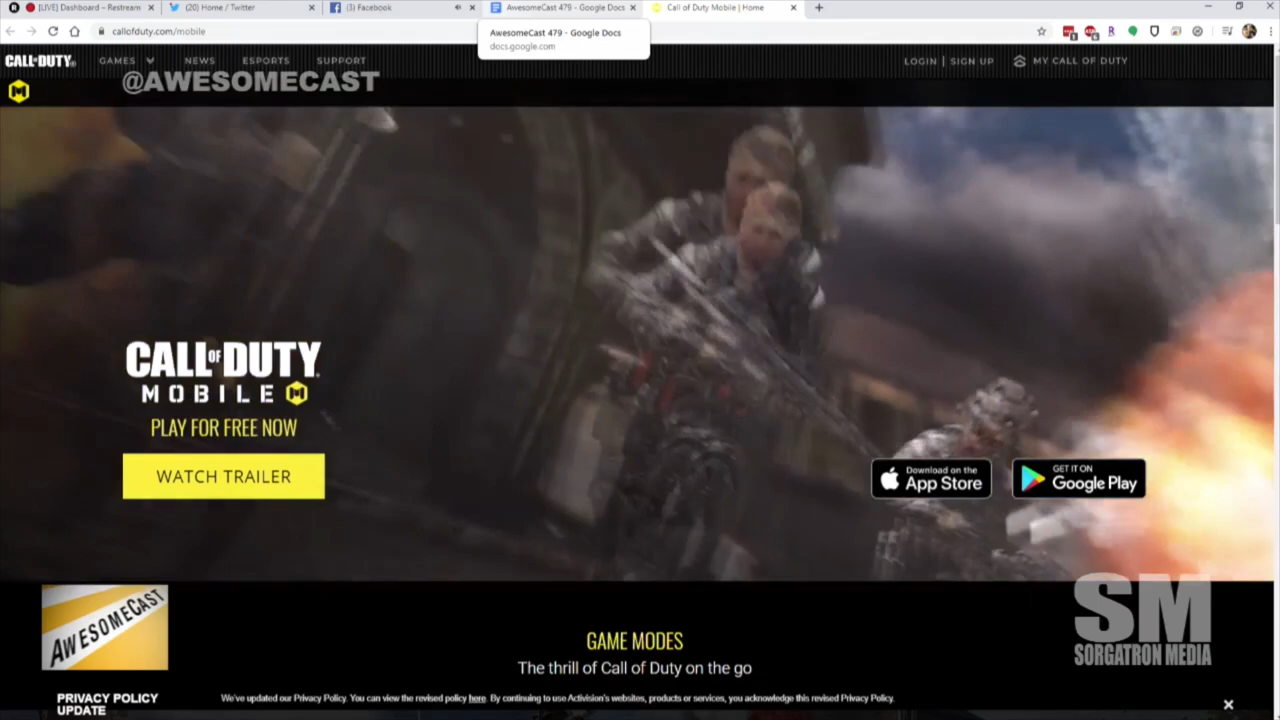 [LIVE] Dashboard – Restream
(20) Home / Twitter
(3) Facebook
AwesomeCast 479 - Google Docs
Call of Duty Mobile | Home
callofduty.com/mobile
AwesomeCast 479 - Google Docs
docs.google.com
CALL OF DUTY
GAMES
NEWS
ESPORTS
SUPPORT
LOGIN | SIGN UP
MY CALL OF DUTY
@AWESOMECAST
CALL OF DUTY
MOBILE
PLAY FOR FREE NOW
WATCH TRAILER
Download on the
App Store
GET IT ON
Google Play
AWESOMECAST
SM
SORGATRON MEDIA
GAME MODES
The thrill of Call of Duty on the go
PRIVACY POLICY
UPDATE
We've updated our Privacy Policy. You can view the revised policy here. By continuing to use Activision's websites, products or services, you acknowledge this revised Privacy Policy.